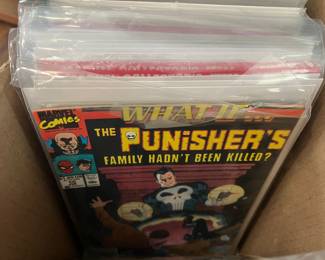 MARVEL
COMICS
WHAT IF...
THE PUNISHER'S
FAMILY HADN'T BEEN KILLED?